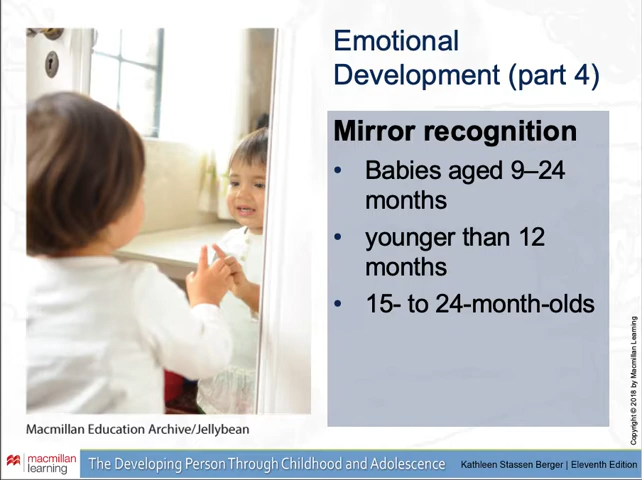 Emotional
Development (part 4)
Mirror recognition
• Babies aged 9–24
months
• younger than 12
months
• 15- to 24-month-olds
Macmillan Education Archive/Jellybean
Copyright © 2018 by Macmillan Learning
macmillan
learning
The Developing Person Through Childhood and Adolescence
Kathleen Stassen Berger | Eleventh Edition